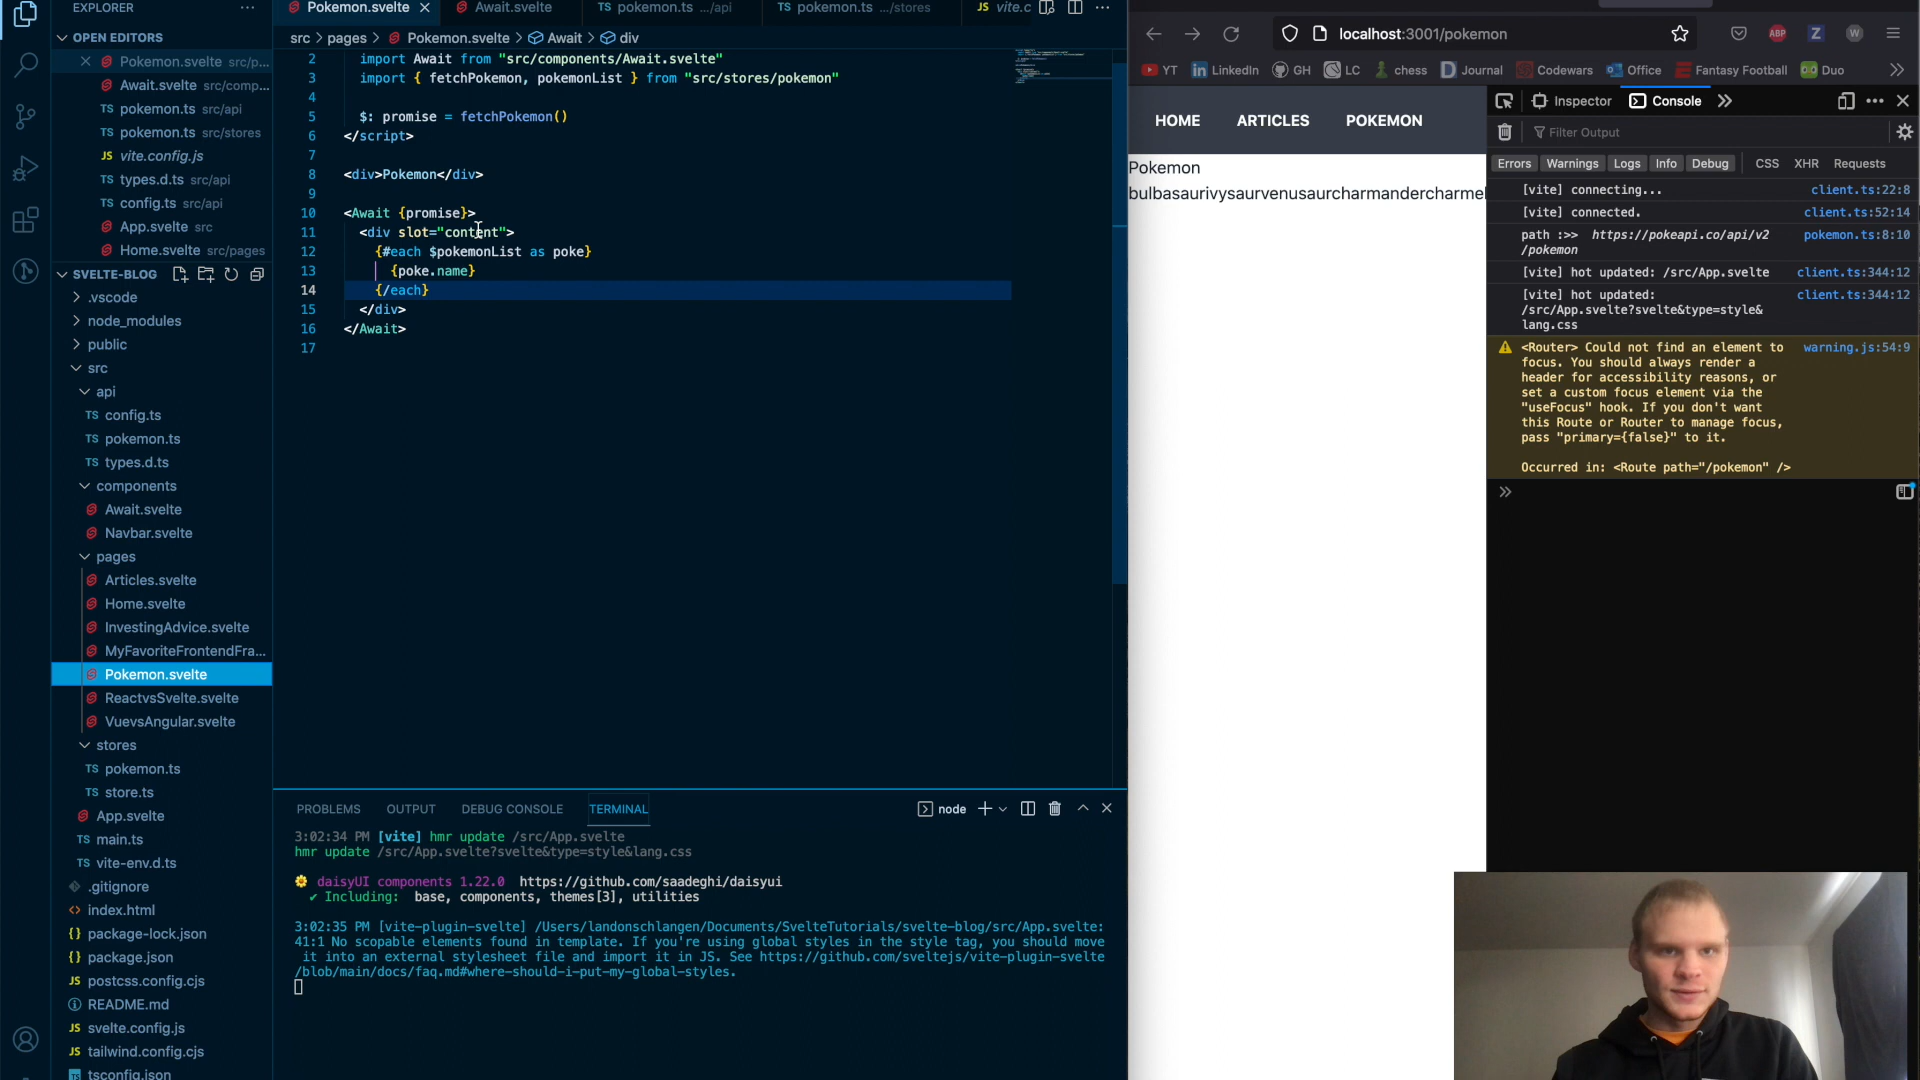 EXPLORER
OPEN EDITORS
Pokemon.svelte src/p...
Await.svelte src/comp...
TS pokemon.ts src/api
TS pokemon.ts src/stores
JS vite.config.js
TS types.d.ts src/api
TS config.ts src/api
App.svelte src
Home.svelte src/pages
SVELTE-BLOG
.vscode
node_modules
public
src
api
TS config.ts
TS pokemon.ts
TS types.d.ts
components
Await.svelte
Navbar.svelte
pages
Articles.svelte
Home.svelte
InvestingAdvice.svelte
MyFavoriteFrontendFra...
Pokemon.svelte
ReactvsSvelte.svelte
VuevsAngular.svelte
stores
TS pokemon.ts
TS store.ts
App.svelte
TS main.ts
TS vite-env.d.ts
.gitignore
<> index.html
{} package-lock.json
{} package.json
JS postcss.config.cjs
README.md
JS svelte.config.js
JS tailwind.config.cjs
tsconfig.json
Pokemon.svelte
Await.svelte
TS pokemon.ts .../api
TS pokemon.ts .../stores
JS vite.c
src > pages > Pokemon.svelte > Await > div
2 import Await from "src/components/Await.svelte"
3 import { fetchPokemon, pokemonList } from "src/stores/pokemon"
4
5 $: promise = fetchPokemon()
6 </script>
7
8 <div>Pokemon</div>
9
10 <Await {promise}>
11 <div slot="content">
12 {#each $pokemonList as poke}
13 {poke.name}
14 {/each}
15 </div>
16 </Await>
17
PROBLEMS OUTPUT DEBUG CONSOLE TERMINAL
node
3:02:34 PM [vite] hmr update /src/App.svelte
hmr update /src/App.svelte?svelte&type=style&lang.css
daisyUI components 1.22.0 https://github.com/saadeghi/daisyui
✔ Including: base, components, themes[3], utilities
3:02:35 PM [vite-plugin-svelte] /Users/landonschlangen/Documents/SvelteTutorials/svelte-blog/src/App.svelte:
41:1 No scopable elements found in template. If you're using global styles in the style tag, you should move
it into an external stylesheet file and import it in JS. See https://github.com/sveltejs/vite-plugin-svelte
/blob/main/docs/faq.md#where-should-i-put-my-global-styles.
localhost:3001/pokemon
ABP
Z
W
YT LinkedIn GH LC chess Journal Codewars Office Fantasy Football Duo
HOME ARTICLES POKEMON
Pokemon
bulbasaurivysaurvenusaurcharmandercharmel
Inspector Console
Filter Output
Errors Warnings Logs Info Debug CSS XHR Requests
[vite] connecting... client.ts:22:8
[vite] connected. client.ts:52:14
path :>> https://pokeapi.co/api/v2 pokemon.ts:8:10
/pokemon
[vite] hot updated: /src/App.svelte client.ts:344:12
[vite] hot updated: client.ts:344:12
/src/App.svelte?svelte&type=style&
lang.css
<Router> Could not find an element to warning.js:54:9
focus. You should always render a
header for accessibility reasons, or
set a custom focus element via the
"useFocus" hook. If you don't want
this Route or Router to manage focus,
pass "primary={false}" to it.
Occurred in: <Route path="/pokemon" />